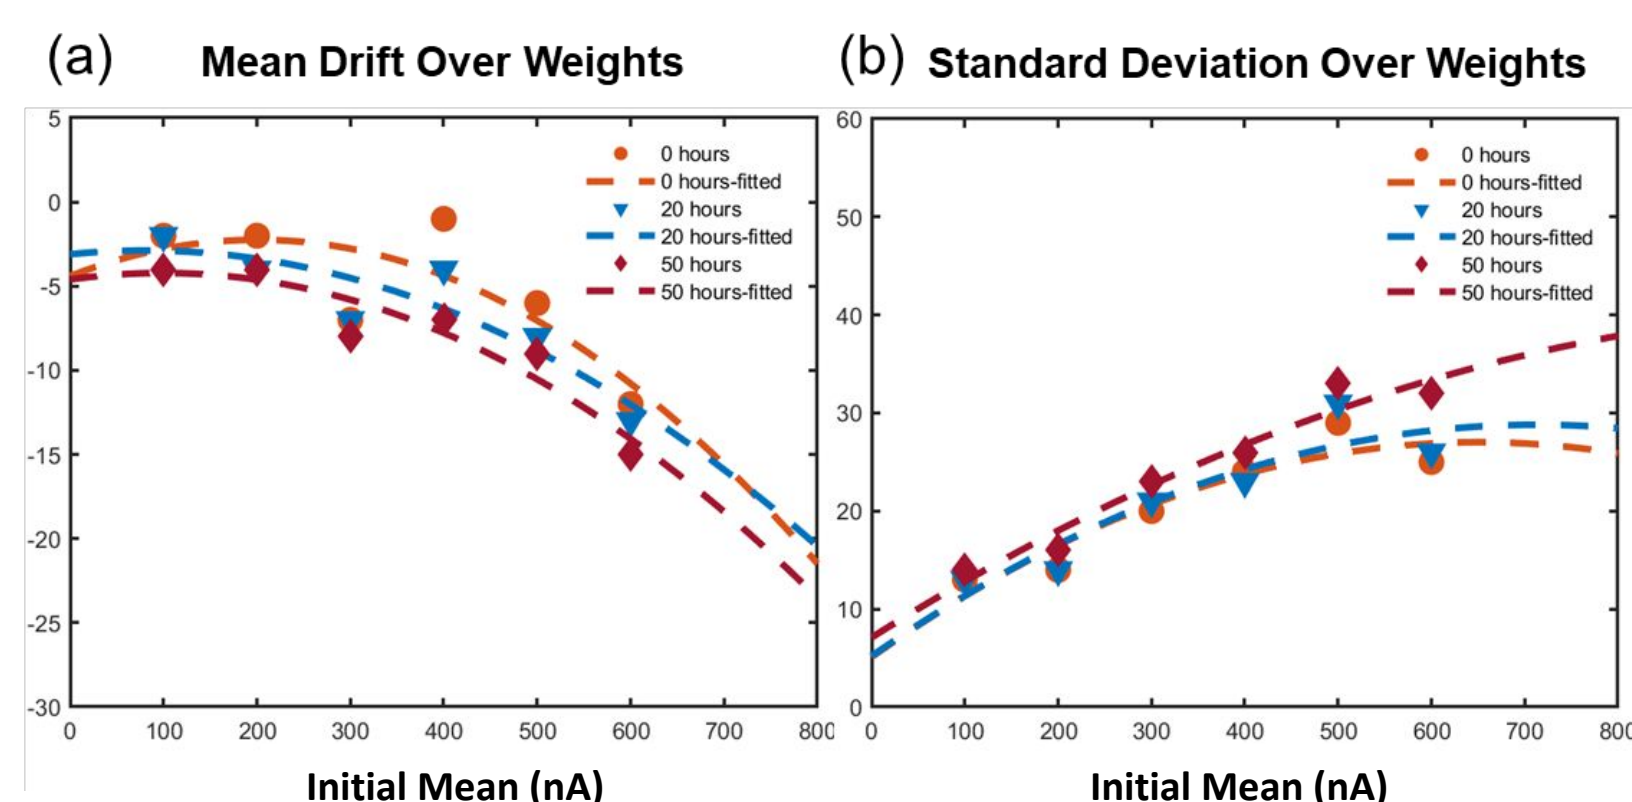 (a) Mean Drift Over Weights
5
0
-5
-10
-15
-20
-25
-30
0 100 200 300 400 500 600 700 800
0 hours
0 hours-fitted
20 hours
20 hours-fitted
50 hours
50 hours-fitted
Initial Mean (nA)
(b) Standard Deviation Over Weights
60
50
40
30
20
10
0
0 100 200 300 400 500 600 700 800
0 hours
0 hours-fitted
20 hours
20 hours-fitted
50 hours
50 hours-fitted
Initial Mean (nA)